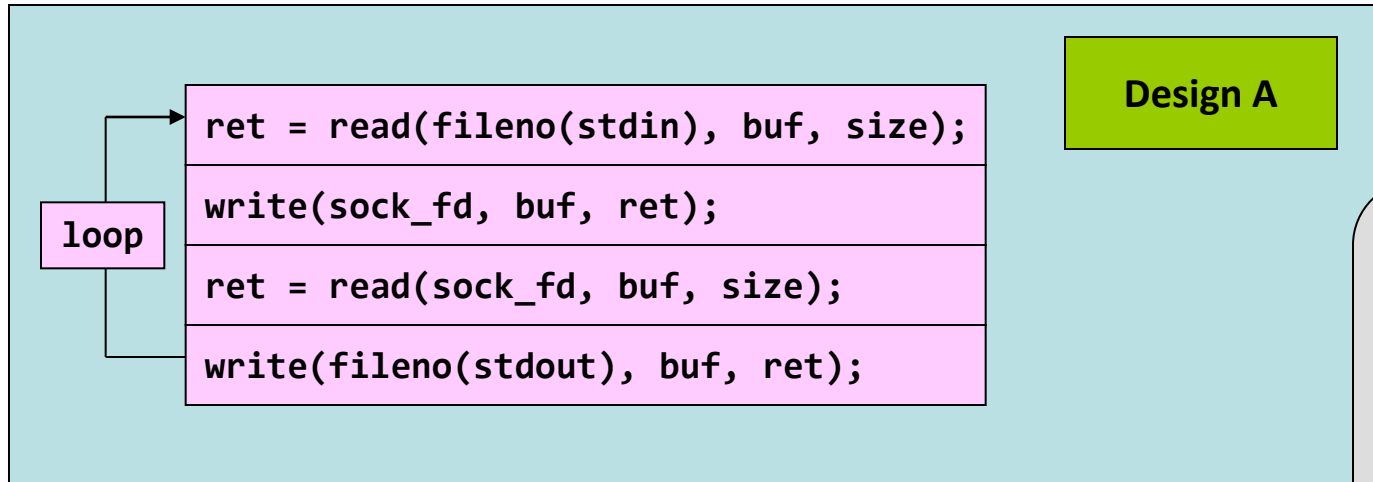 Design A
ret = read(fileno(stdin), buf, size);
write(sock_fd, buf, ret);
loop
ret = read(sock_fd, buf, size);
write(fileno(stdout), buf, ret);